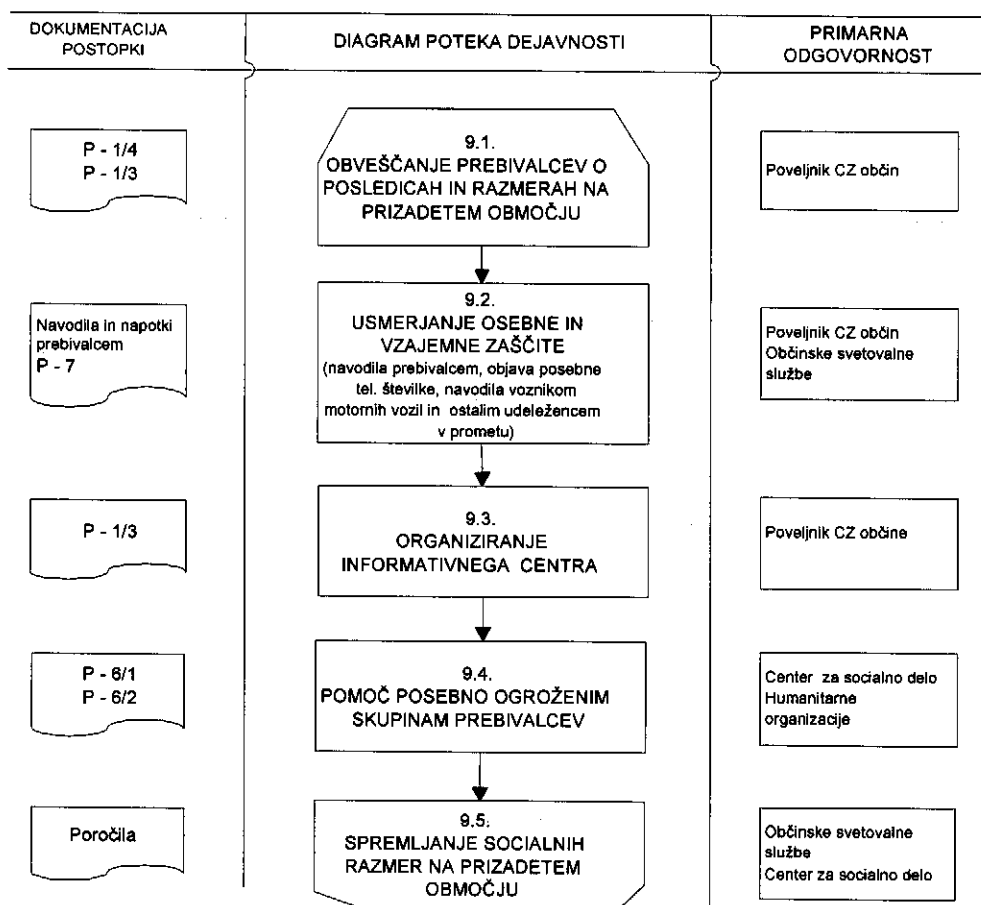 DOKUMENTACIJA
POSTOPKI
DIAGRAM POTEKA DEJAVNOSTI
PRIMARNA
ODGOVORNOST
P - 1/4
P - 1/3
9.1.
OBVEŠČANJE PREBIVALCEV O
POSLEDICAH IN RAZMERAH NA
PRIZADETEM OBMOČJU
Poveljnik CZ občin
Navodila in napotki
prebivalcem
P - 7
9.2.
USMERJANJE OSEBNE IN
VZAJEMNE ZAŠČITE
(navodila prebivalcem, objava posebne
tel. številke, navodila voznikom
motornih vozil in ostalim udeležencem
v prometu)
Poveljnik CZ občin
Občinske svetovalne
službe
P - 1/3
9.3.
ORGANIZIRANJE
INFORMATIVNEGA CENTRA
Poveljnik CZ občine
P - 6/1
P - 6/2
9.4.
POMOČ POSEBNO OGROŽENIM
SKUPINAM PREBIVALCEV
Center za socialno delo
Humanitarne
organizacije
Poročila
9.5.
SPREMLJANJE SOCIALNIH
RAZMER NA PRIZADETEM
OBMOČJU
Občinske svetovalne
službe
Center za socialno delo